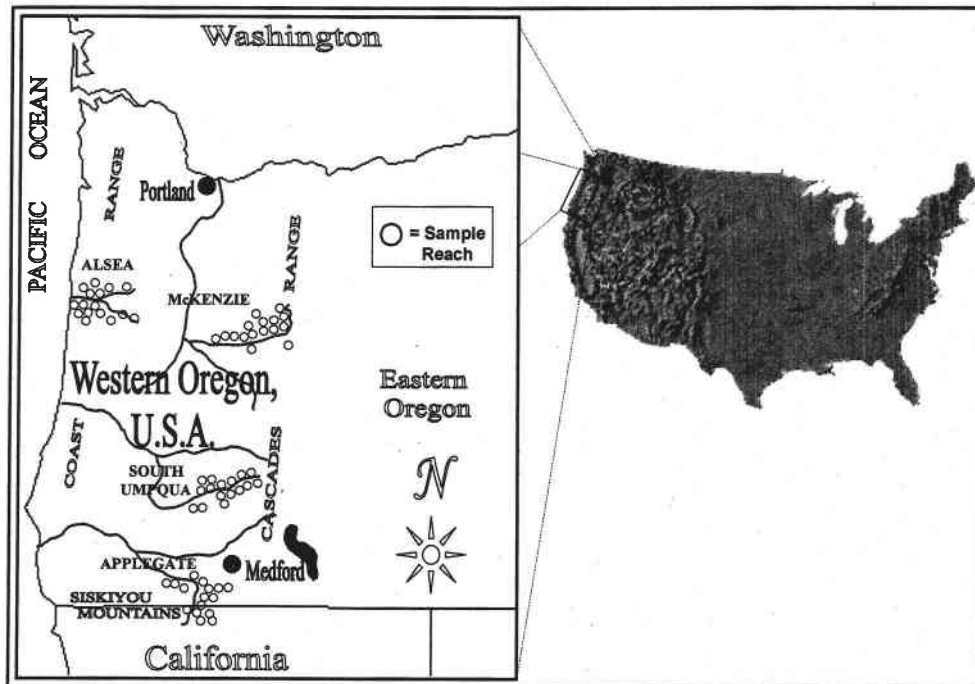 Washington
PACIFIC OCEAN
RANGE
Portland
= Sample
Reach
ALSEA
McKENZIE
RANGE
Western Oregon,
U.S.A.
Eastern
Oregon
COAST
SOUTH
UMPQUA
CASCADES
N
APPLEGATE
Medford
SISKIYOU
MOUNTAINS
California